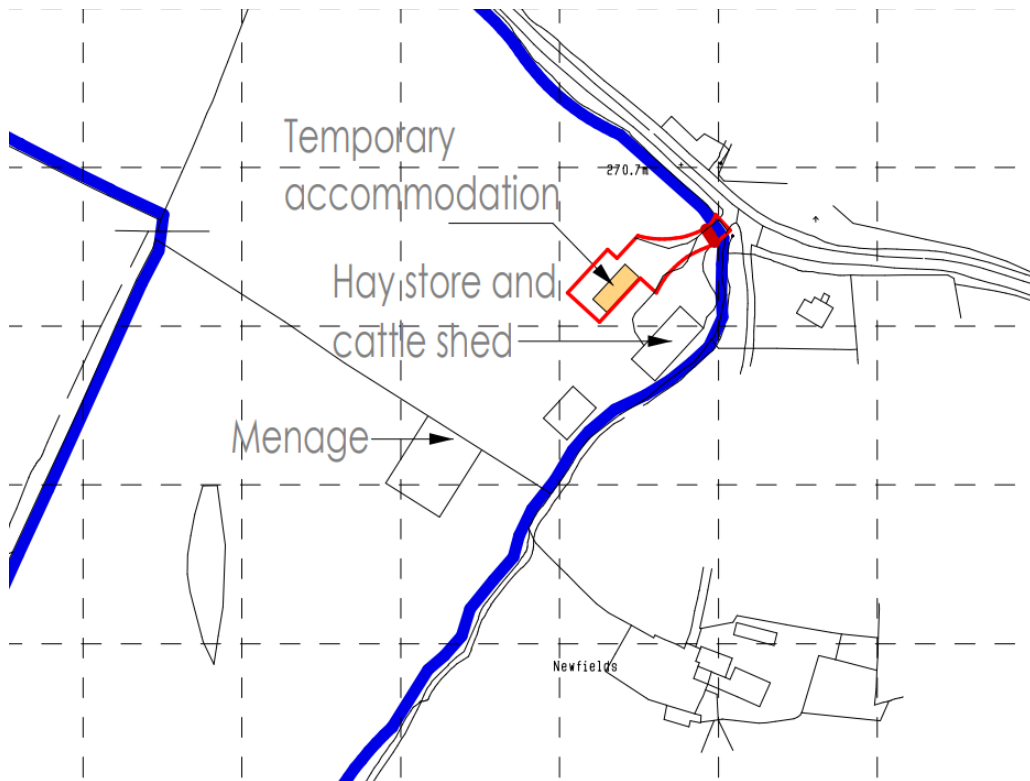 Temporary
accommodation
270.7m
Hay store and
cattle shed
Menage
Newfields